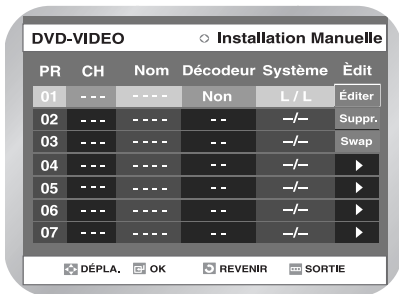 DVD-VIDEO Installation Manuelle
PR CH Nom Décodeur Système Èdit
01 --- ---- Non L / L Éditer
02 --- ---- -- –/– Suppr.
03 --- ---- -- –/– Swap
04 --- ---- -- –/– ►
05 --- ---- -- –/– ►
06 --- ---- -- –/– ►
07 --- ---- -- –/– ►
DÉPLA. OK REVENIR SORTIE